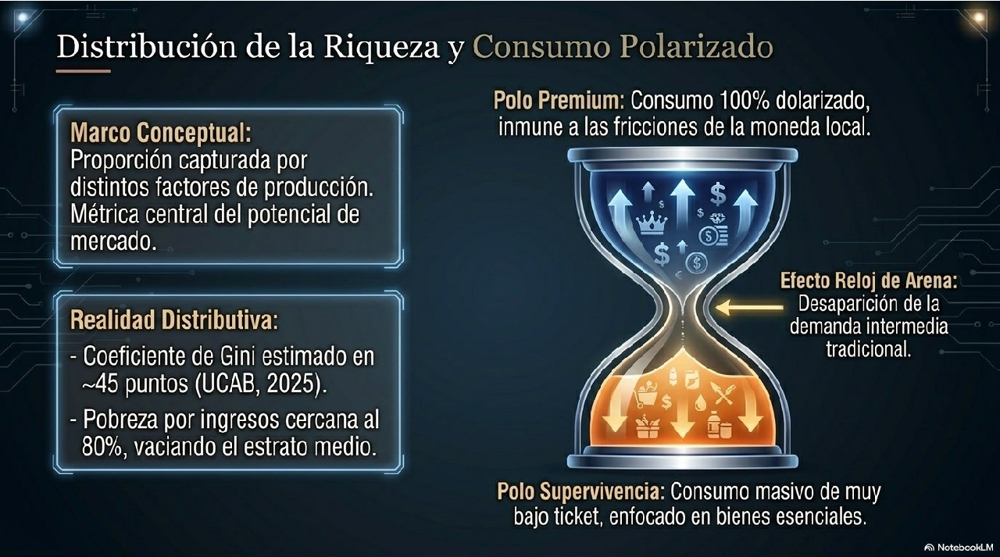 Distribución de la Riqueza y Consumo Polarizado
Marco Conceptual:
Proporción capturada por
distintos factores de producción.
Métrica central del potencial de
mercado.
Realidad Distributiva:
- Coeficiente de Gini estimado en
~45 puntos (UCAB, 2025).
- Pobreza por ingresos cercana al
80%, vaciando el estrato medio.
Polo Premium: Consumo 100% dolarizado,
inmune a las fricciones de la moneda local.
Efecto Reloj de Arena:
Desaparición de la
demanda intermedia
tradicional.
Polo Supervivencia: Consumo masivo de muy
bajo ticket, enfocado en bienes esenciales.
NotebookLM